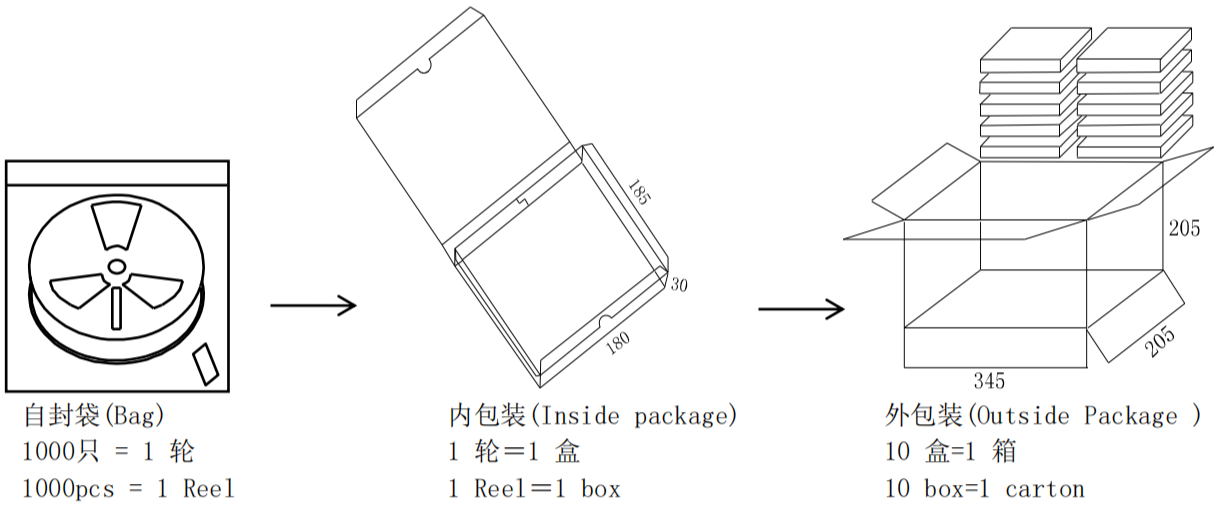 185
30
180
205
205
345
自封袋(Bag)
1000只 = 1 轮
1000pcs = 1 Reel
内包装(Inside package)
1 轮＝1 盒
1 Reel＝1 box
外包装(Outside Package )
10 盒=1 箱
10 box=1 carton